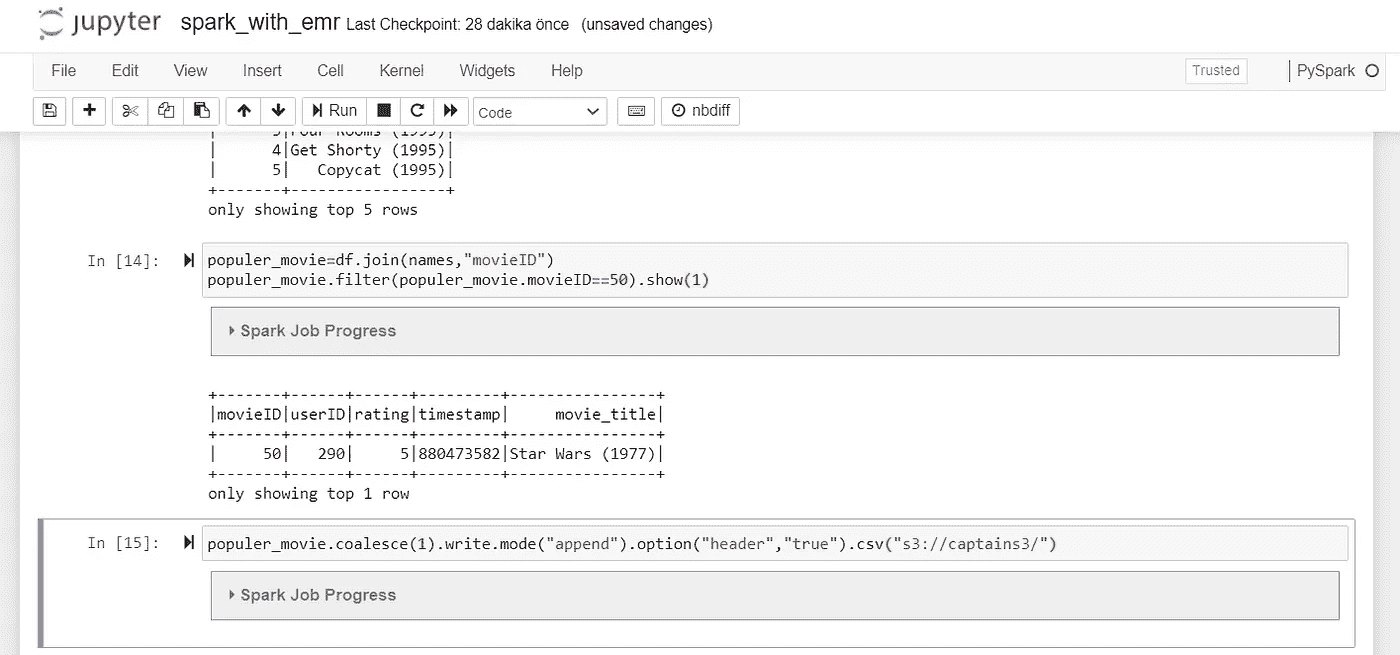 jupyter spark_with_emr Last Checkpoint: 28 dakika önce (unsaved changes)
File Edit View Insert Cell Kernel Widgets Help Trusted PySpark
Run Code nbdiff
| 3|Four Rooms (1995)|
| 4|Get Shorty (1995)|
| 5| Copycat (1995)|
+-------+-----------------+
only showing top 5 rows
In [14]: populer_movie=df.join(names,"movieID")
populer_movie.filter(populer_movie.movieID==50).show(1)
Spark Job Progress
+-------+------+------+---------+----------------+
|movieID|userID|rating|timestamp| movie_title|
+-------+------+------+---------+----------------+
| 50| 290| 5|880473582|Star Wars (1977)|
+-------+------+------+---------+----------------+
only showing top 1 row
In [15]: populer_movie.coalesce(1).write.mode("append").option("header","true").csv("s3://captains3/")
Spark Job Progress